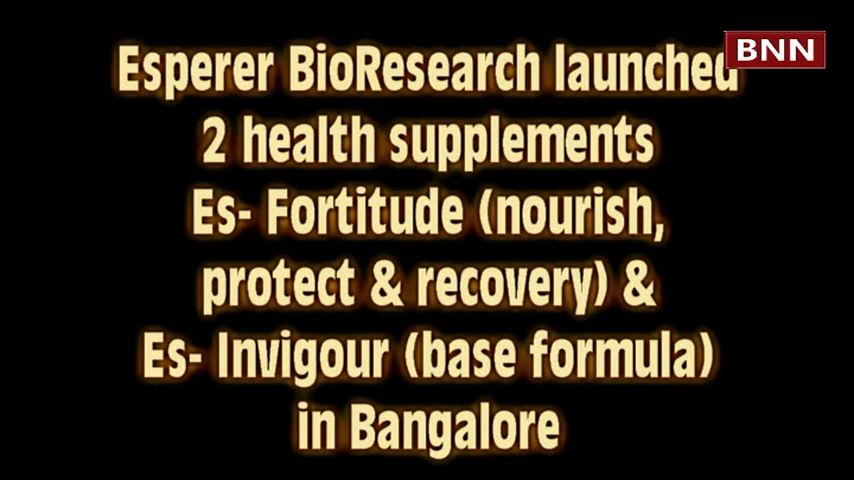 BNN
Esperer BioResearch launched
2 health supplements
Es- Fortitude (nourish,
protect & recovery) &
Es- Invigour (base formula)
in Bangalore